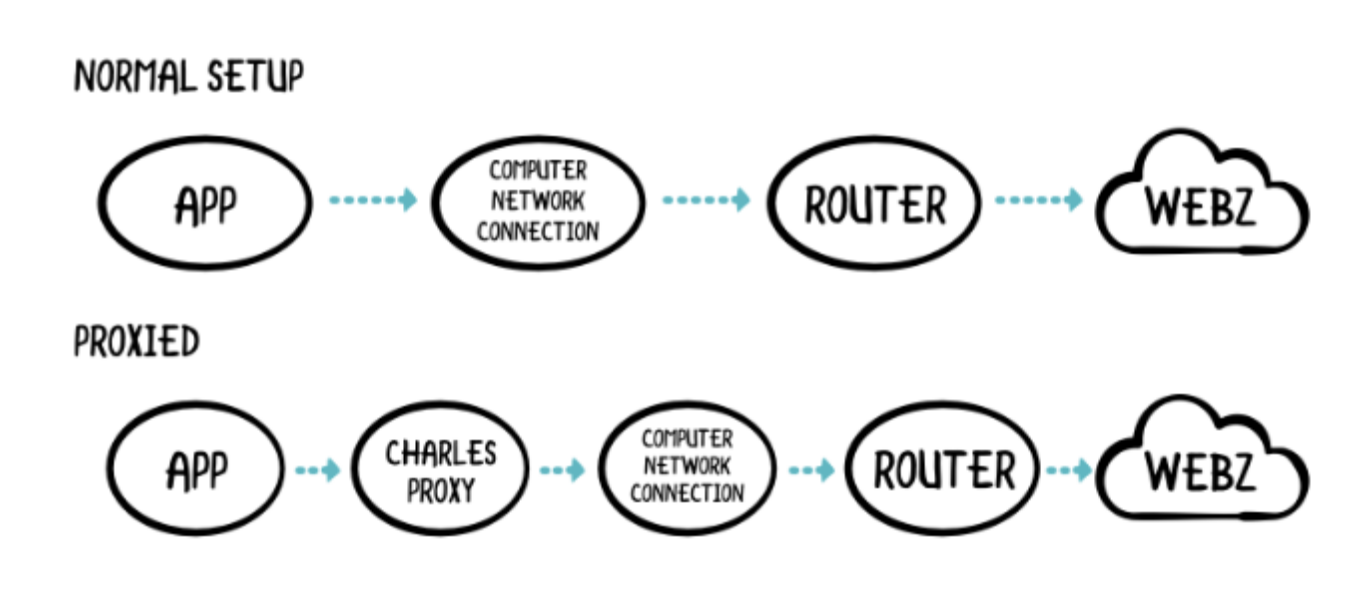 NORMAL SETUP
APP
COMPUTER
NETWORK
CONNECTION
ROUTER
WEBZ
PROXIED
APP
CHARLES
PROXY
COMPUTER
NETWORK
CONNECTION
ROUTER
WEBZ